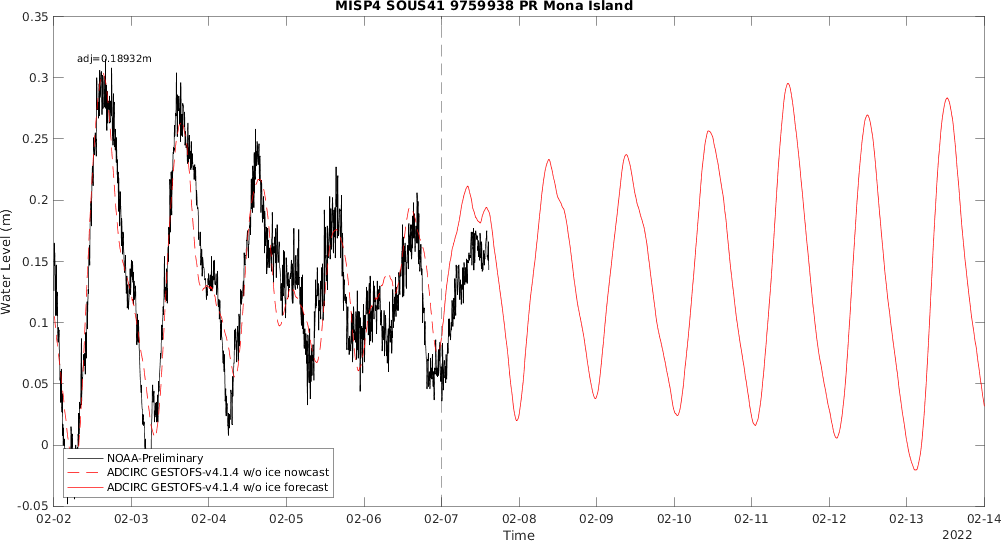 MISP4 SOUS41 9759938 PR Mona Island
adj=0.18932m
0.35
0.3
0.25
0.2
0.15
0.1
0.05
0
-0.05
Water Level (m)
NOAA-Preliminary
ADCIRC GESTOFS-v4.1.4 w/o ice nowcast
ADCIRC GESTOFS-v4.1.4 w/o ice forecast
02-02 02-03 02-04 02-05 02-06 02-07 02-08 02-09 02-10 02-11 02-12 02-13 02-14
Time
2022